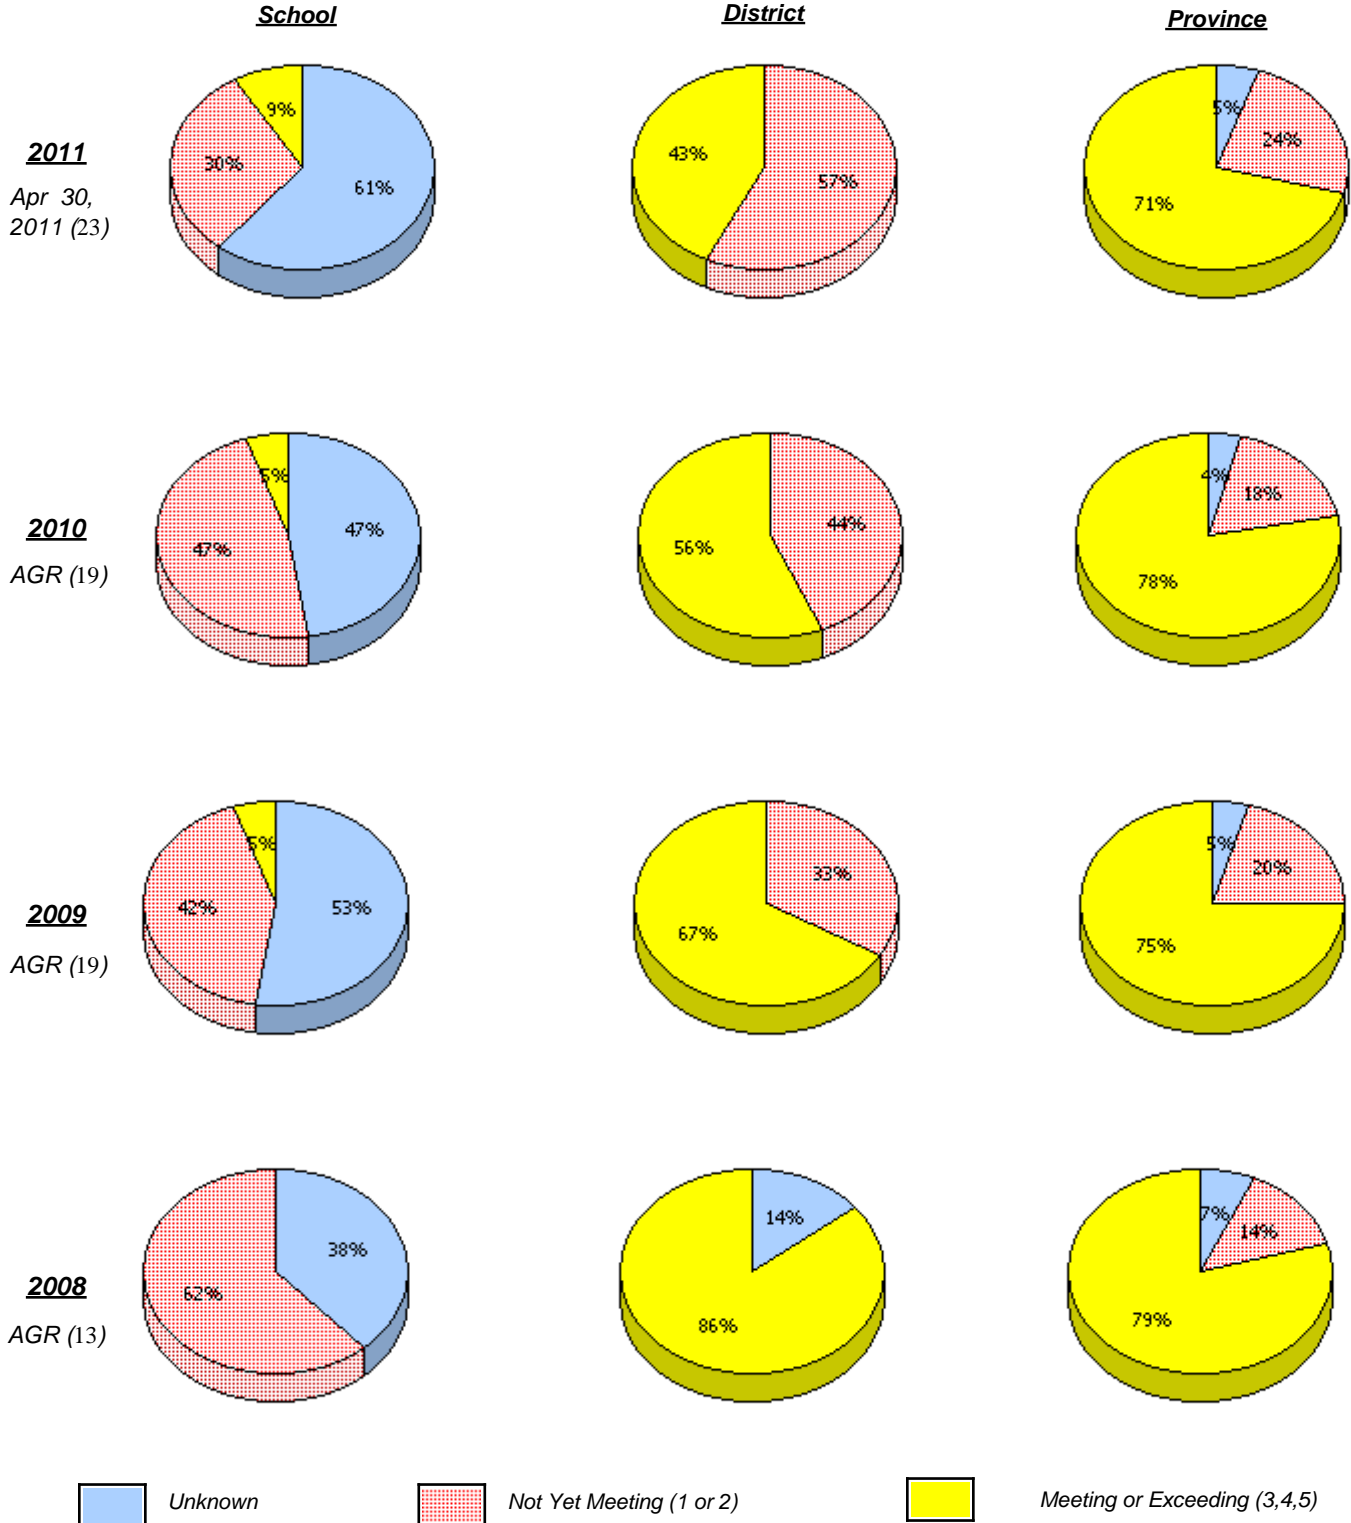 School District Province
9% 30% 61%
43% 57%
5% 24% 71%
2011
Apr 30,
2011 (23)
5% 47% 47%
56% 44%
4% 18% 78%
2010
AGR (19)
5% 42% 53%
33% 67%
5% 20% 75%
2009
AGR (19)
38% 62%
14% 86%
7% 14% 79%
2008
AGR (13)
Unknown Not Yet Meeting (1 or 2) Meeting or Exceeding (3,4,5)